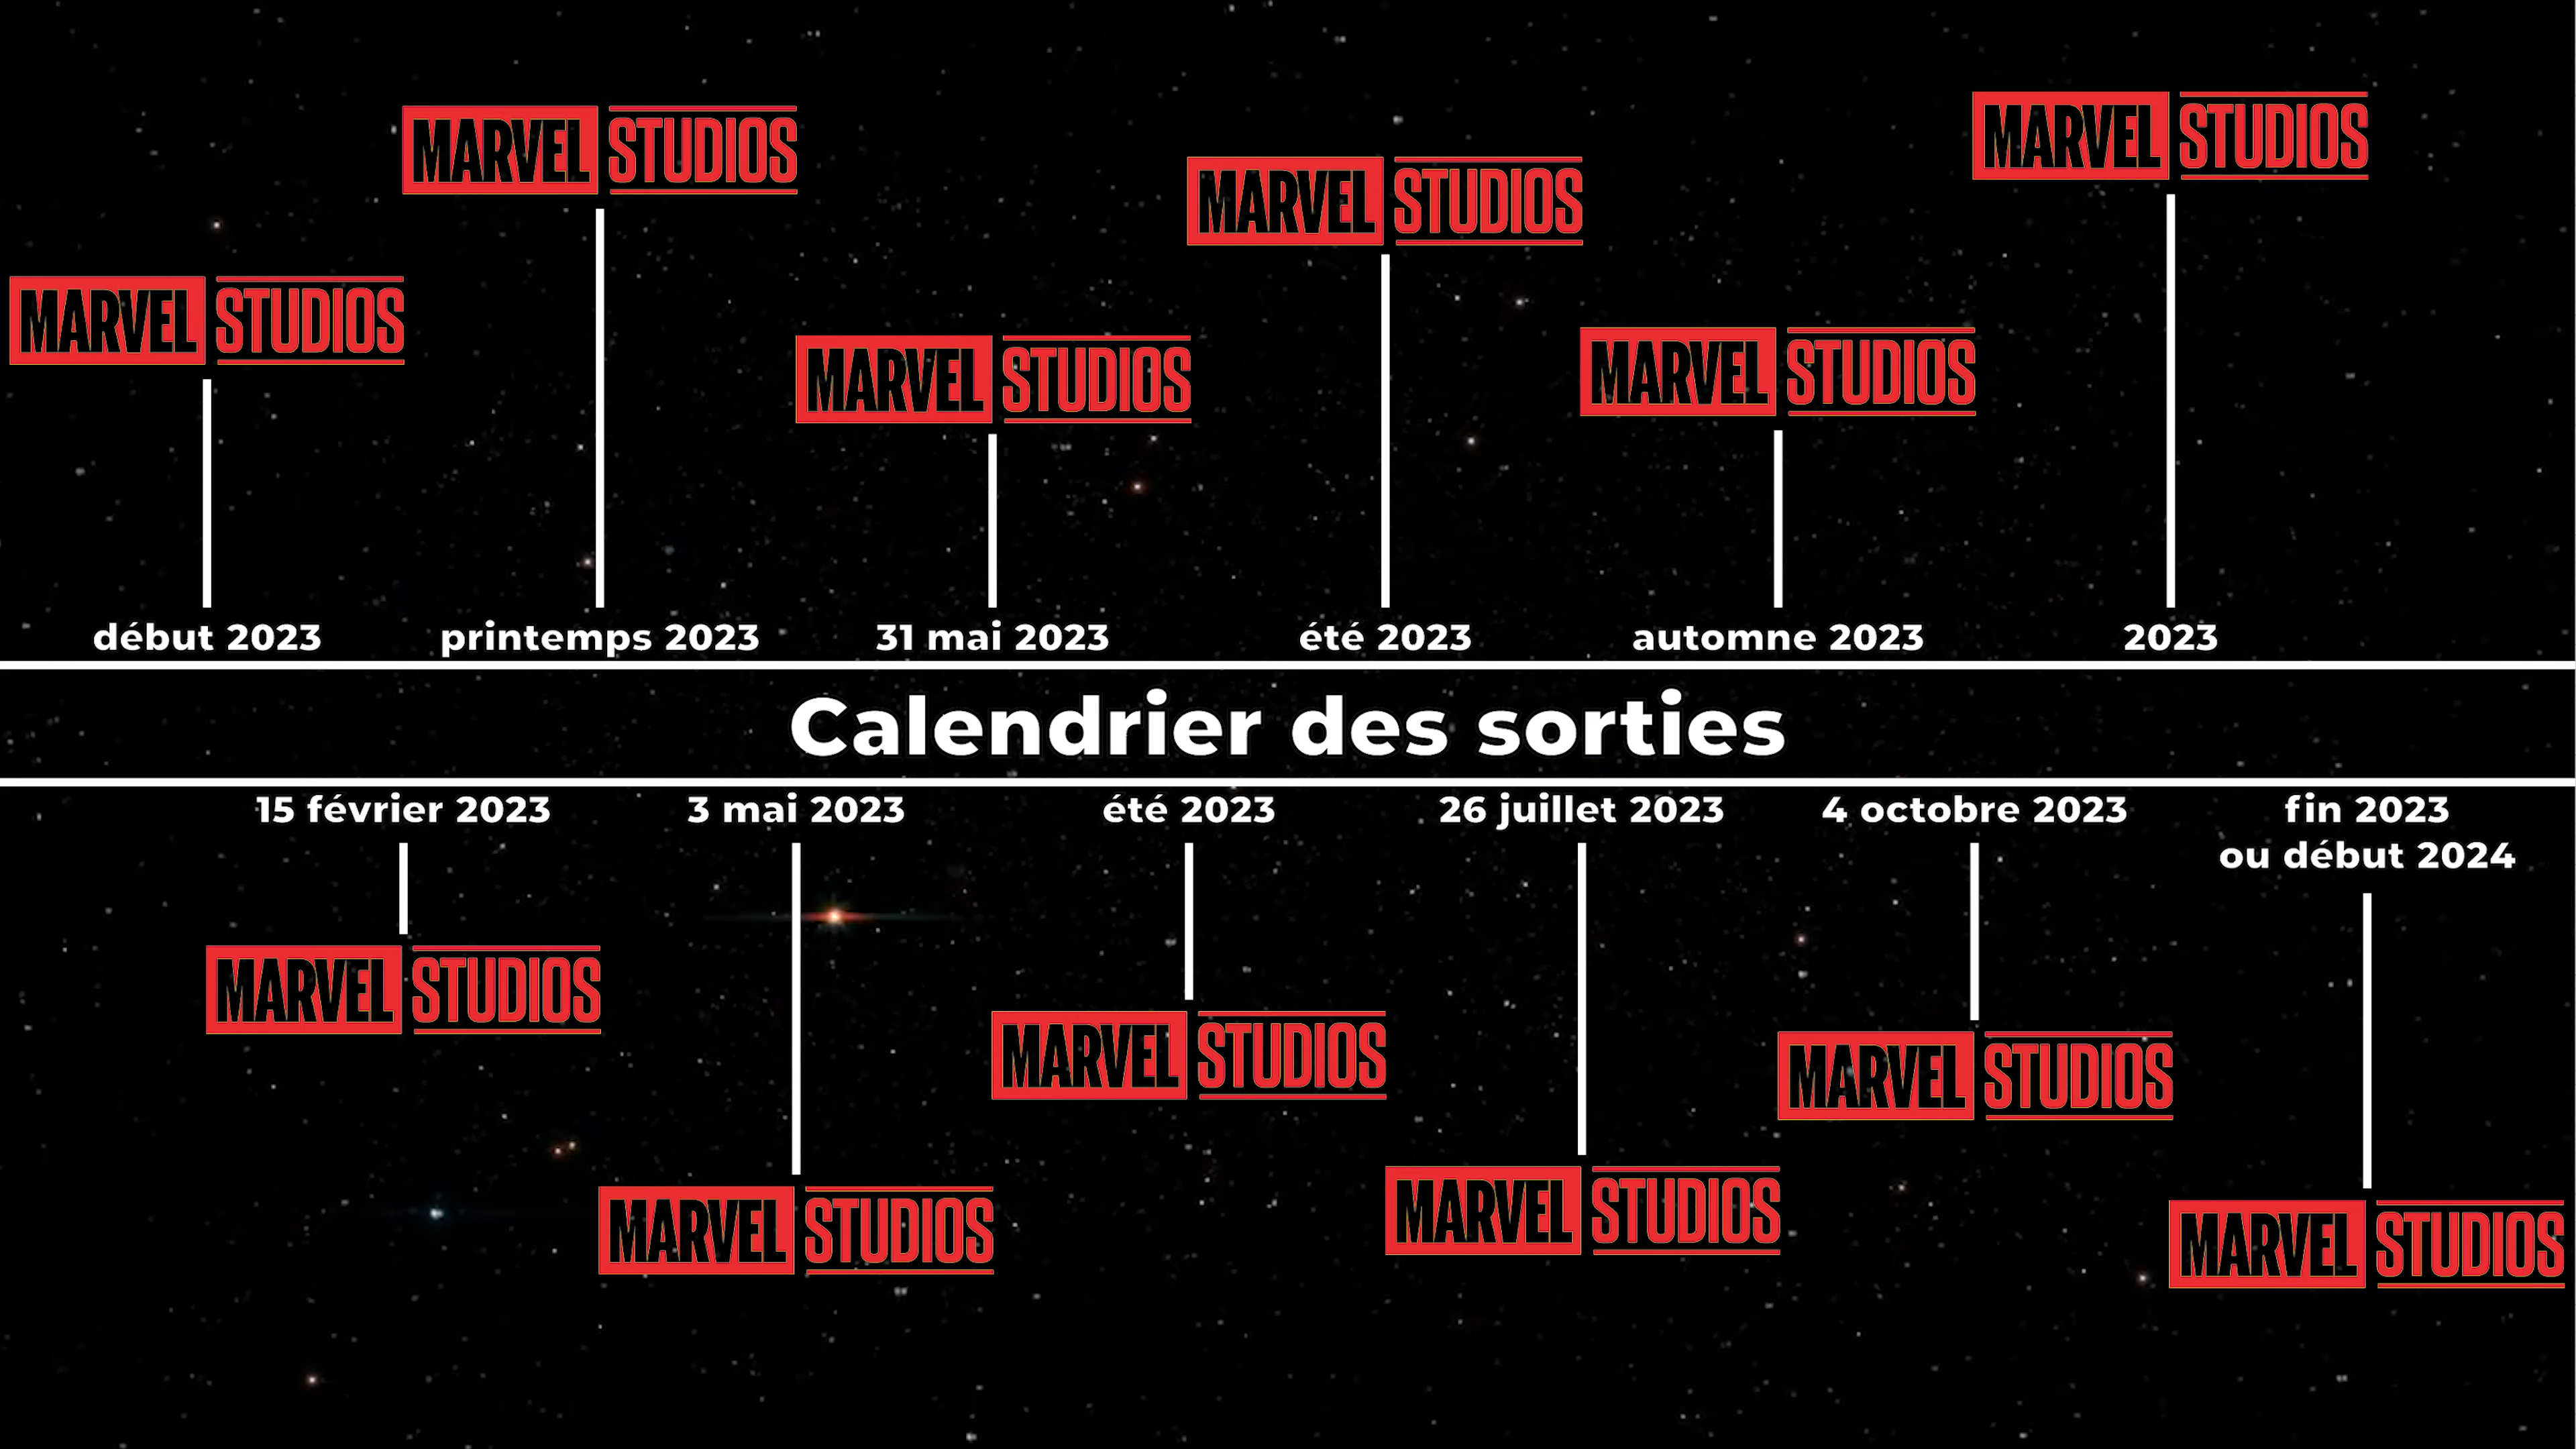 MARVEL STUDIOS
MARVEL STUDIOS
MARVEL STUDIOS
MARVEL STUDIOS
MARVEL STUDIOS
MARVEL STUDIOS
début 2023
printemps 2023
31 mai 2023
été 2023
automne 2023
2023
Calendrier des sorties
15 février 2023
3 mai 2023
été 2023
26 juillet 2023
4 octobre 2023
fin 2023
ou début 2024
MARVEL STUDIOS
MARVEL STUDIOS
MARVEL STUDIOS
MARVEL STUDIOS
MARVEL STUDIOS
MARVEL STUDIOS